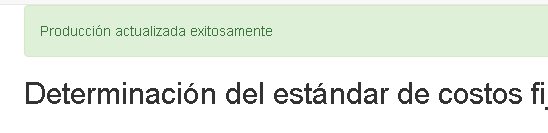 Producción actualizada exitosamente
Determinación del estándar de costos